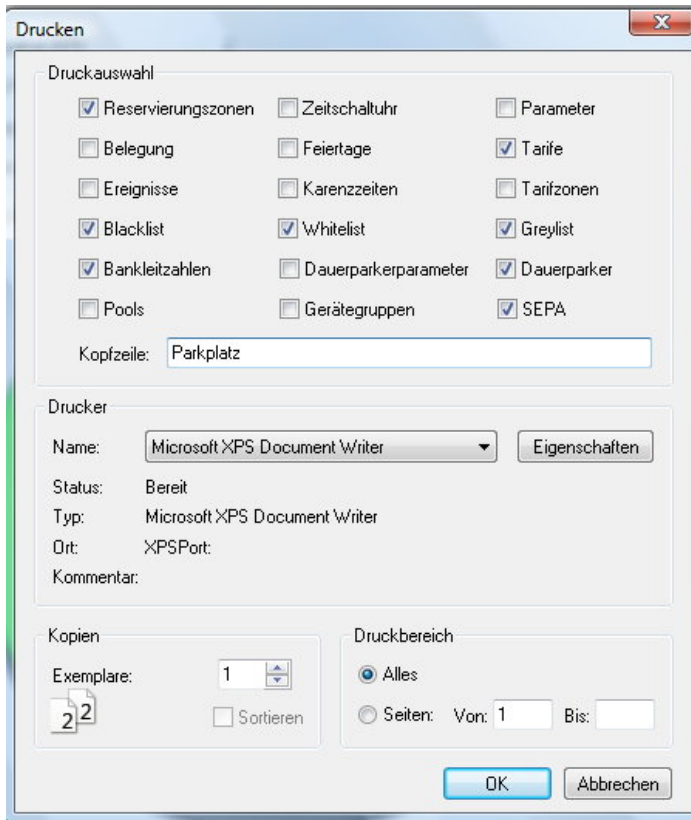 Drucken
Druckauswahl
Reservierungszonen Zeitschaltuhr Parameter
Belegung Feiertage Tarife
Ereignisse Karenzzeiten Tarifzonen
Blacklist Whitelist Greylist
Bankleitzahlen Dauerparkerparameter Dauerparker
Pools Gerätegruppen SEPA
Kopfzeile: Parkplatz
Drucker
Name: Microsoft XPS Document Writer Eigenschaften
Status: Bereit
Typ: Microsoft XPS Document Writer
Ort: XPSPort:
Kommentar:
Kopien Druckbereich
Exemplare: 1 Alles
2 2 Sortieren Seiten: Von: 1 Bis:
OK Abbrechen